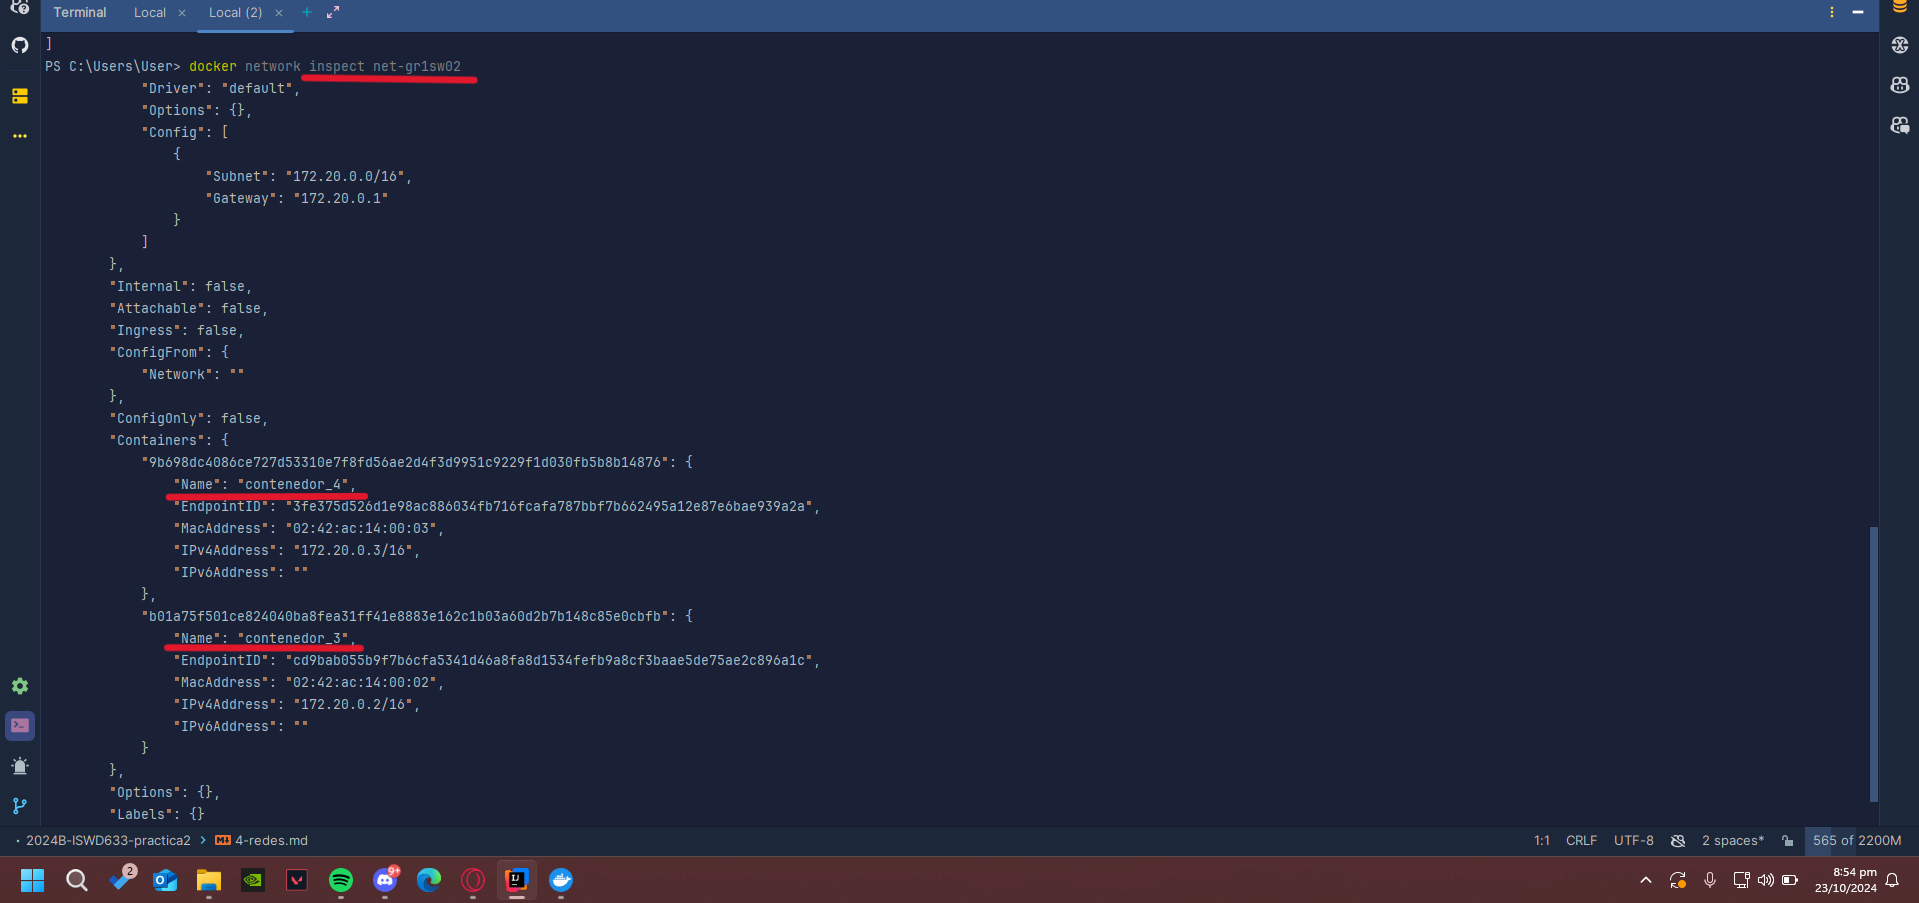 Terminal Local × Local (2) × +
]
PS C:\Users\User> docker network inspect net-gr1sw02
"Driver": "default",
"Options": {},
"Config": [
{
"Subnet": "172.20.0.0/16",
"Gateway": "172.20.0.1"
}
]
},
"Internal": false,
"Attachable": false,
"Ingress": false,
"ConfigFrom": {
"Network": ""
},
"ConfigOnly": false,
"Containers": {
"9b698dc4086ce727d53310e7f8fd56ae2d4f3d9951c9229f1d030fb5b8b14876": {
"Name": "contenedor_4",
"EndpointID": "3fe375d526d1e98ac886034fb716fcafa787bbf7b662495a12e87e6bae939a2a",
"MacAddress": "02:42:ac:14:00:03",
"IPv4Address": "172.20.0.3/16",
"IPv6Address": ""
},
"b01a75f501ce824040ba8fea31ff41e8883e162c1b03a60d2b7b148c85e0cbfb": {
"Name": "contenedor_3",
"EndpointID": "cd9bab055b9f7b6cfa5341d46a8fa8d1534fefb9a8cf3baae5de75ae2c896a1c",
"MacAddress": "02:42:ac:14:00:02",
"IPv4Address": "172.20.0.2/16",
"IPv6Address": ""
}
},
"Options": {},
"Labels": {}
2024B-ISWD633-practica2 > 4-redes.md 1:1 CRLF UTF-8 2 spaces* 565 of 2200M
2 9+ 8:54 pm
23/10/2024